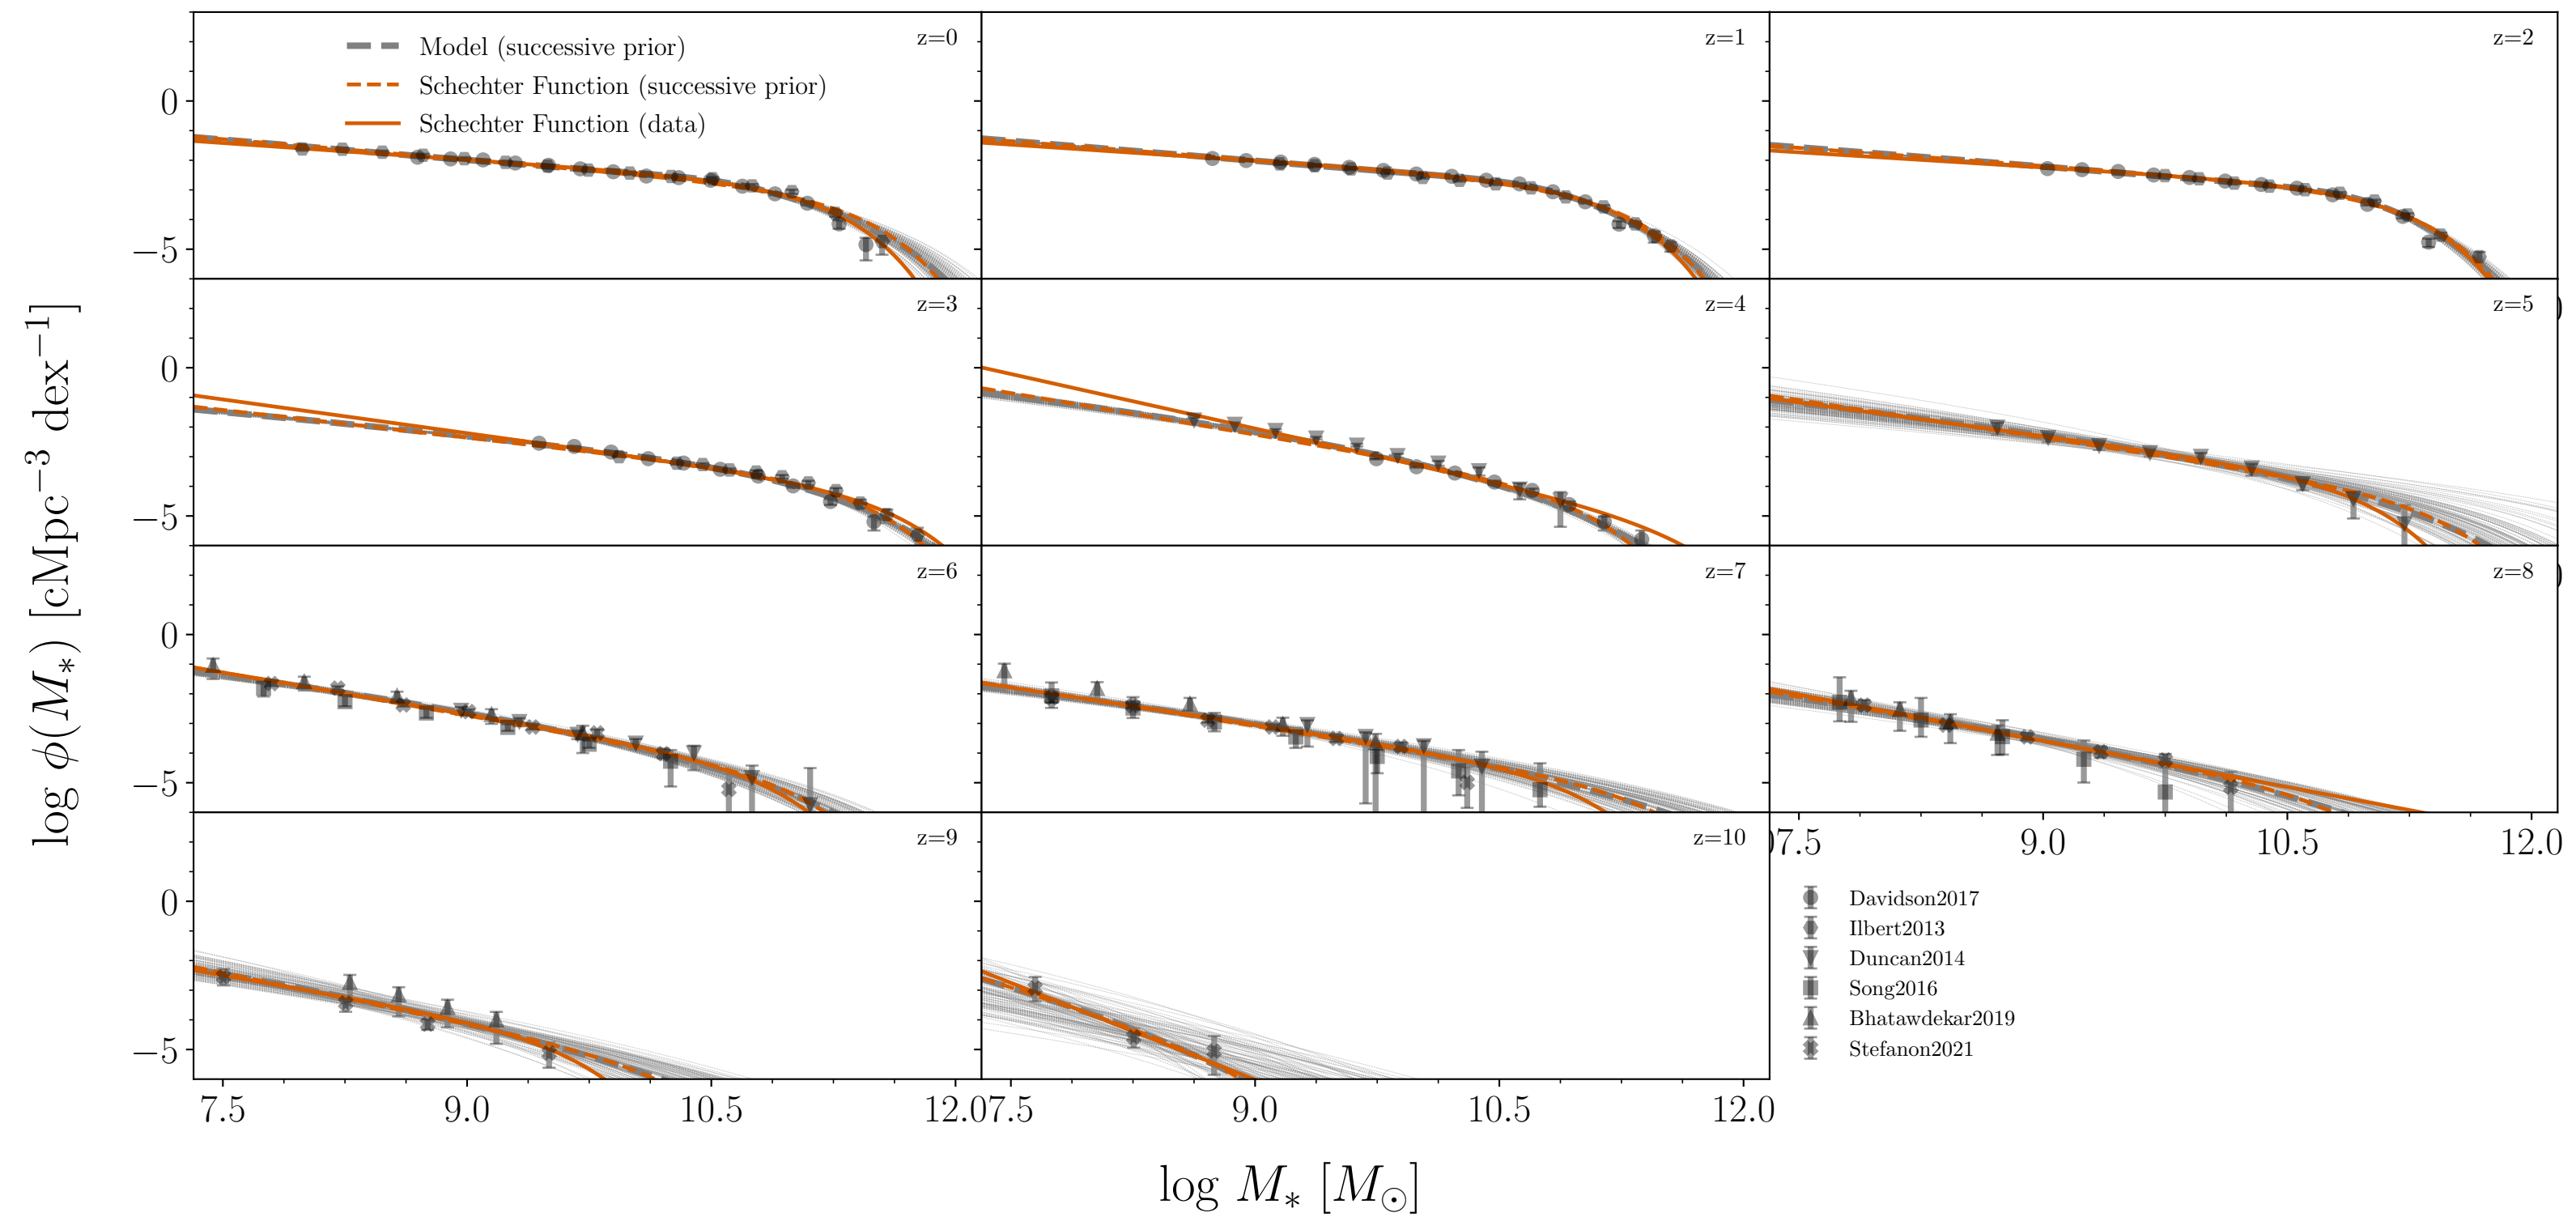 z=0
Model (successive prior)
Schechter Function (successive prior)
Schechter Function (data)
0
−5
z=1
z=2
z=3
0
−5
z=4
z=5
z=6
0
−5
z=7
z=8
7.5 9.0 10.5 12.0
z=9
0
−5
z=10
7.5 9.0 10.5 12.0
7.5 9.0 10.5 12.0
Davidson2017
Ilbert2013
Duncan2014
Song2016
Bhatawdekar2019
Stefanon2021
log ϕ(M∗) [cMpc⁻³ dex⁻¹]
log M∗ [M⊙]